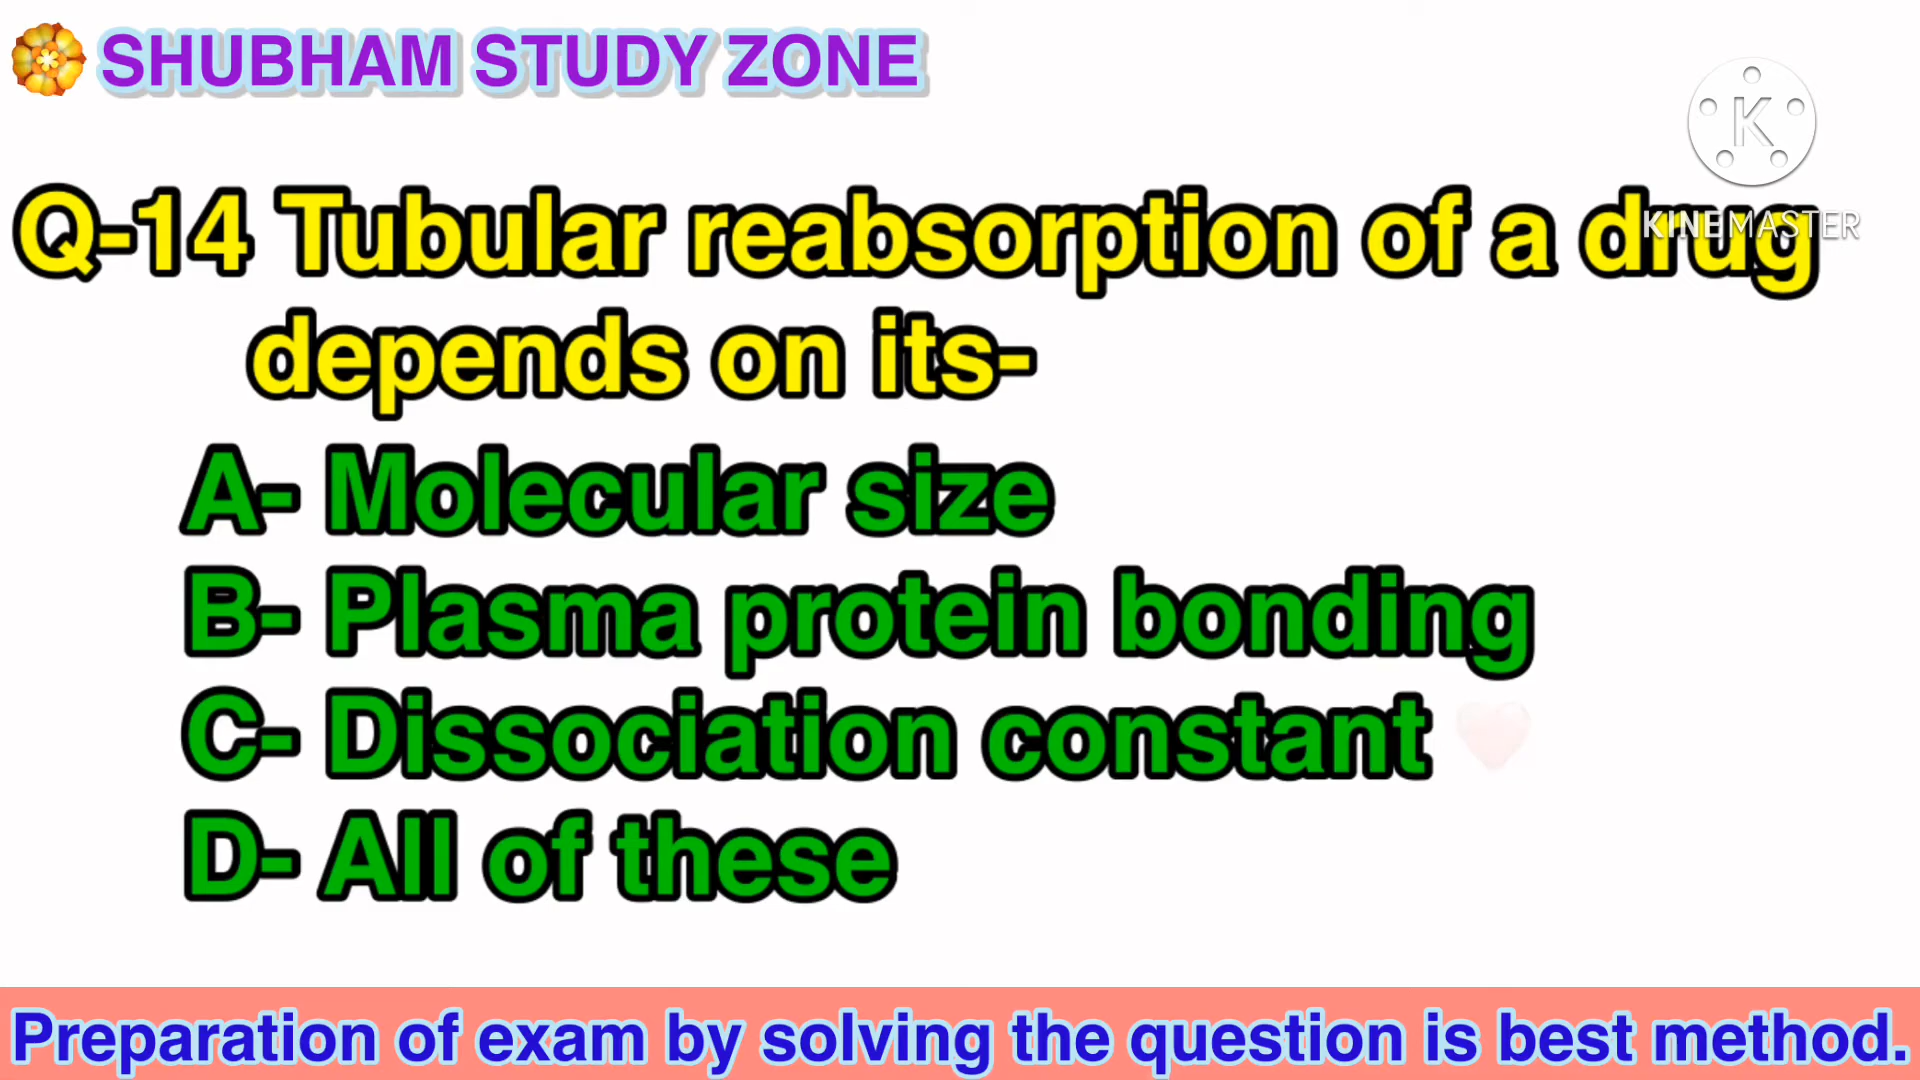 SHUBHAM STUDY ZONE
K
KINEMASTER
Q-14 Tubular reabsorption of a drug
depends on its-
A- Molecular size
B- Plasma protein bonding
C- Dissociation constant
D- All of these
Preparation of exam by solving the question is best method.